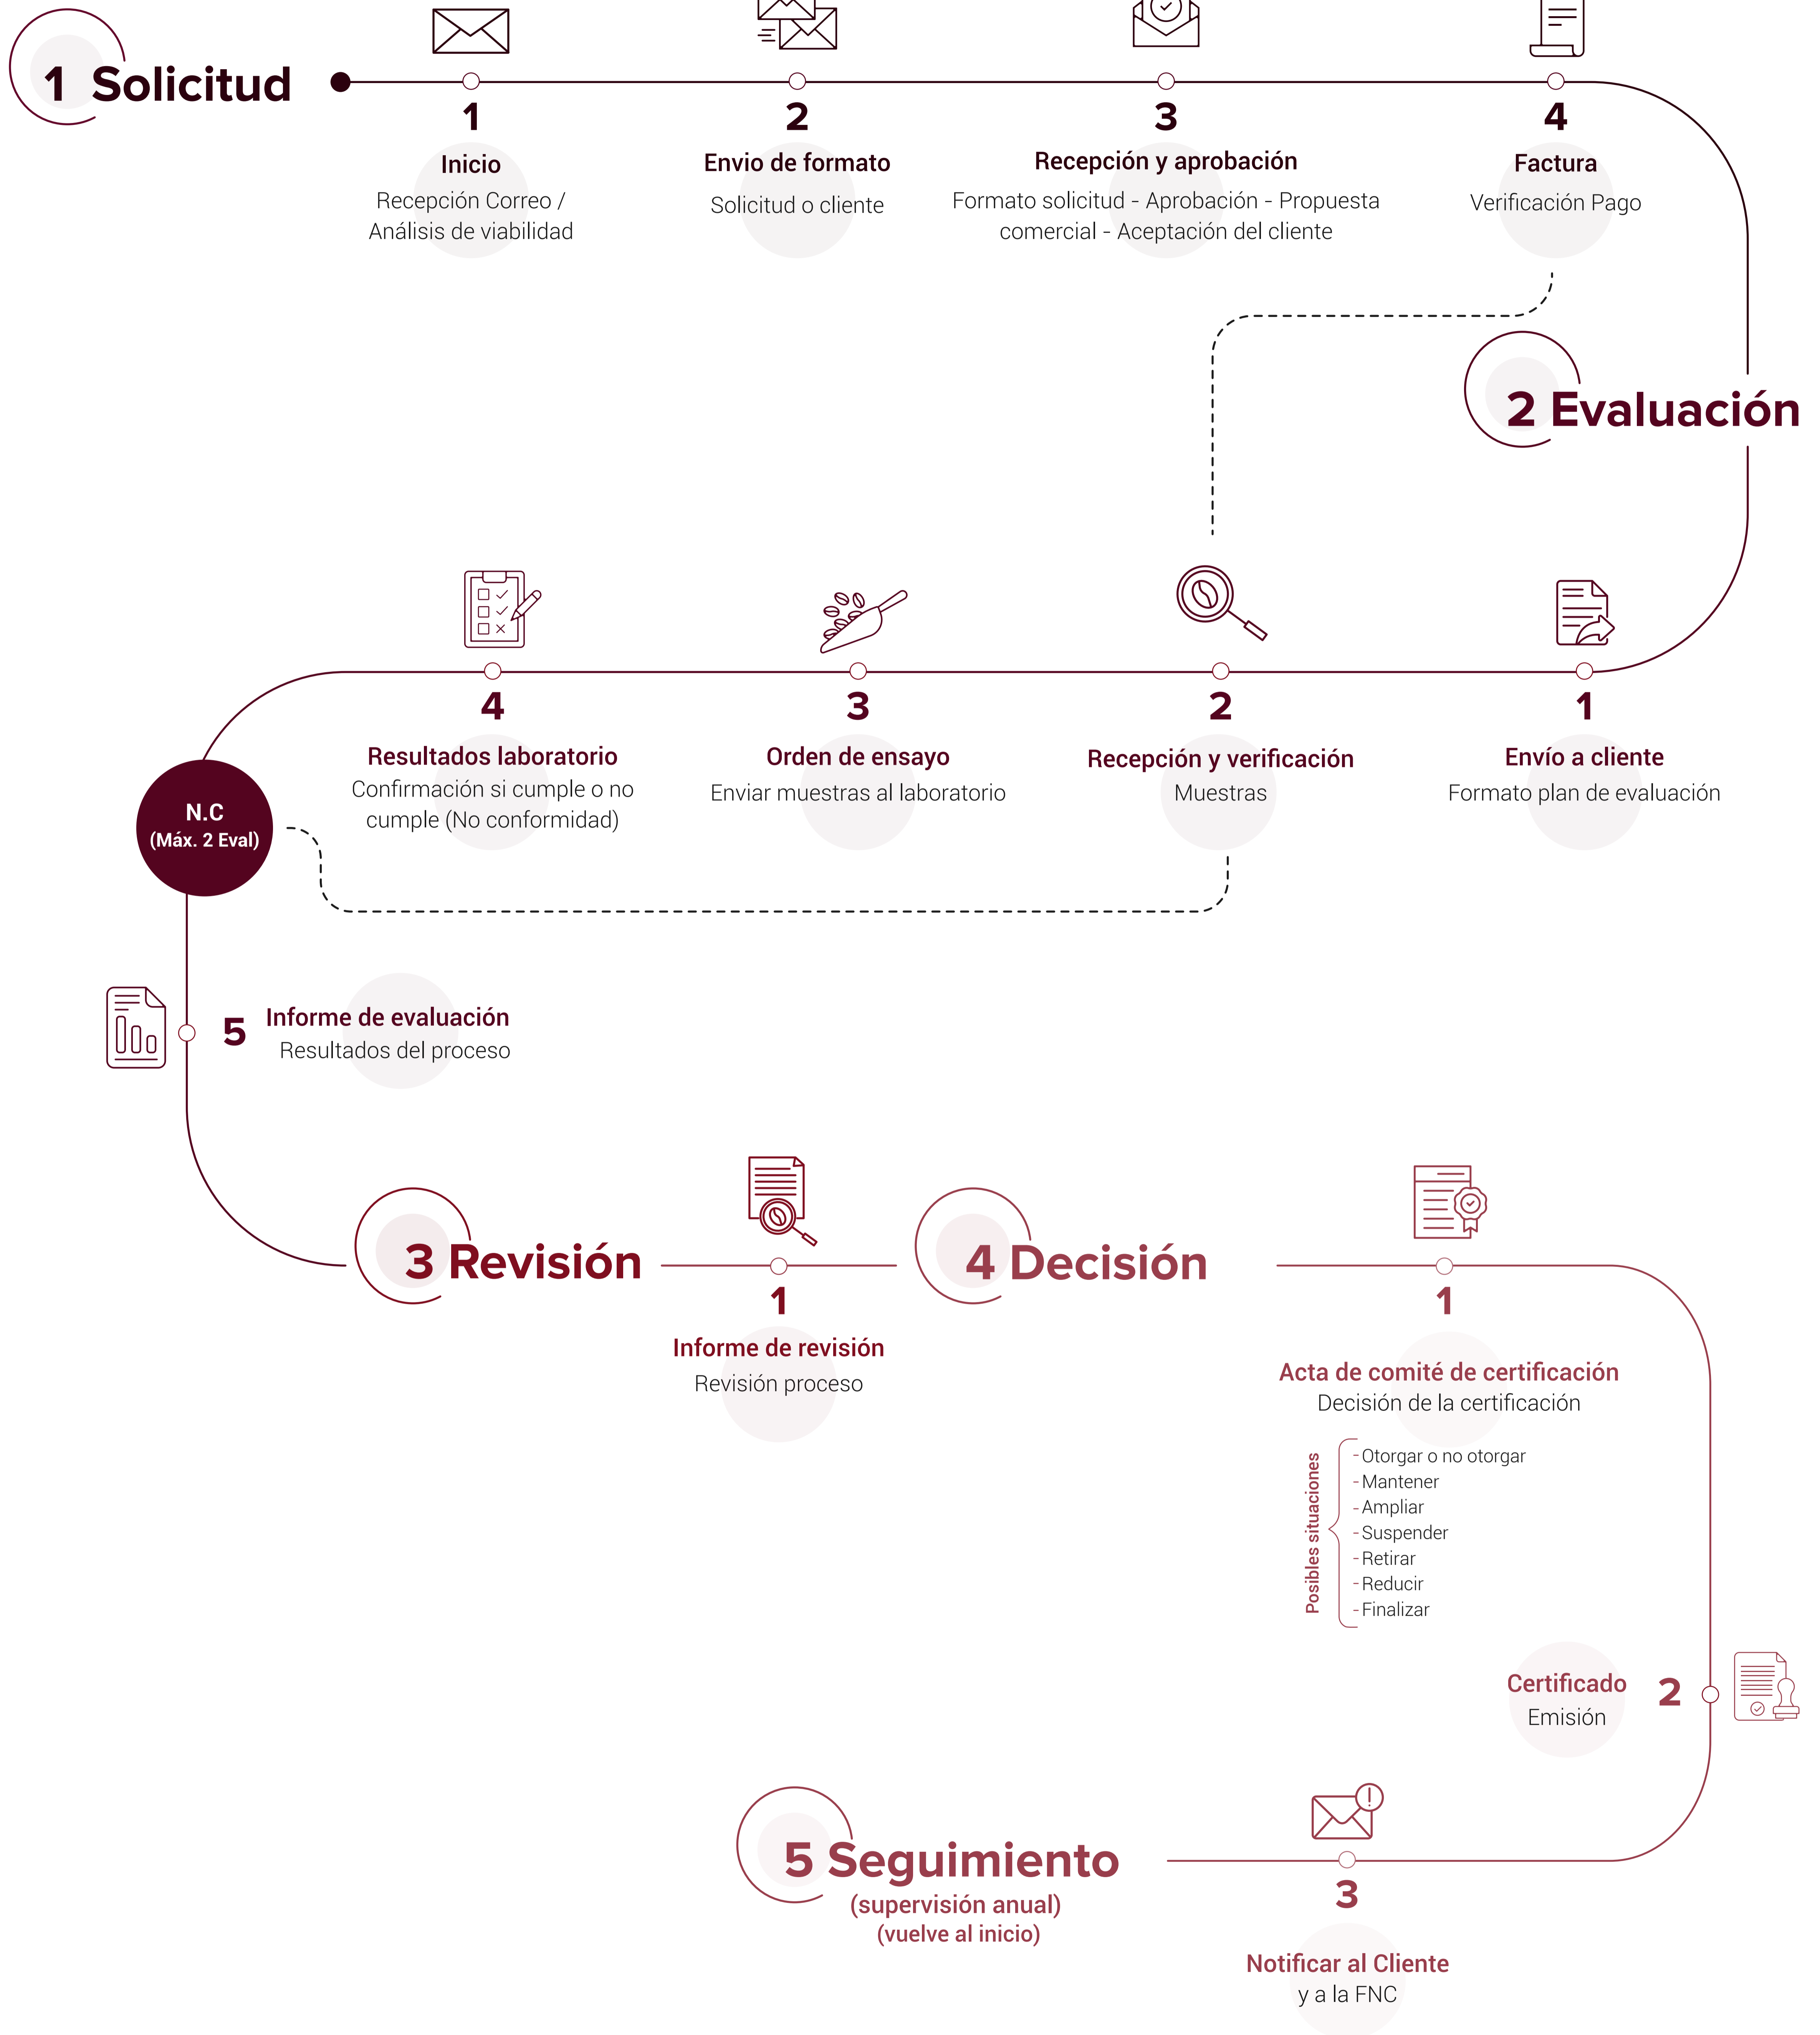 1 Solicitud
1
Inicio
Recepción Correo /
Análisis de viabilidad
2
Envio de formato
Solicitud o cliente
3
Recepción y aprobación
Formato solicitud - Aprobación - Propuesta
comercial - Aceptación del cliente
4
Factura
Verificación Pago
2 Evaluación
1
Envío a cliente
Formato plan de evaluación
2
Recepción y verificación
Muestras
3
Orden de ensayo
Enviar muestras al laboratorio
4
Resultados laboratorio
Confirmación si cumple o no
cumple (No conformidad)
N.C
(Máx. 2 Eval)
5
Informe de evaluación
Resultados del proceso
3 Revisión
1
Informe de revisión
Revisión proceso
4 Decisión
1
Acta de comité de certificación
Decisión de la certificación
Posibles situaciones
- Otorgar o no otorgar
- Mantener
- Ampliar
- Suspender
- Retirar
- Reducir
- Finalizar
Certificado
Emisión
2
3
Notificar al Cliente
y a la FNC
5 Seguimiento
(supervisión anual)
(vuelve al inicio)